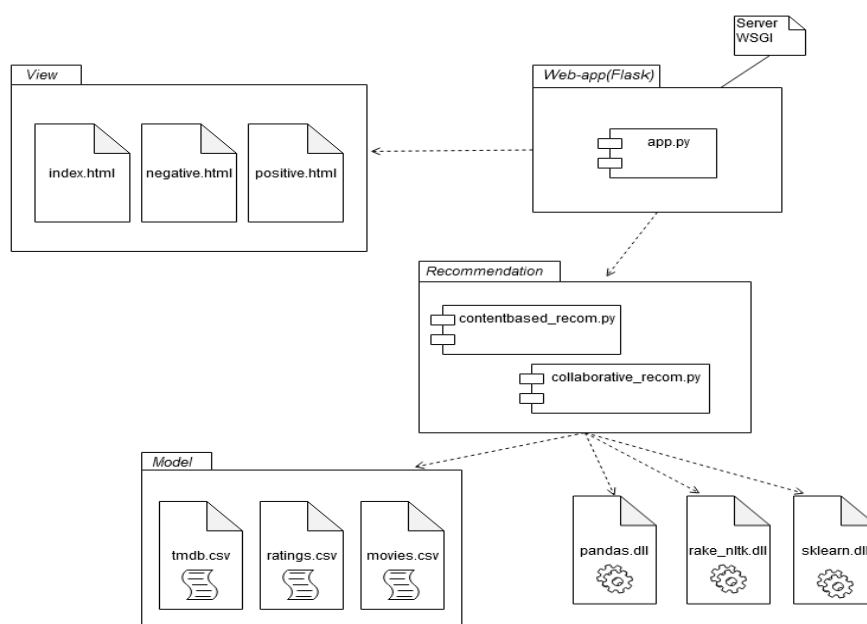 Server
WSGI
View
Web-app(Flask)
index.html
negative.html
positive.html
app.py
Recommendation
contentbased_recom.py
collaborative_recom.py
Model
tmdb.csv
ratings.csv
movies.csv
pandas.dll
rake_nltk.dll
sklearn.dll